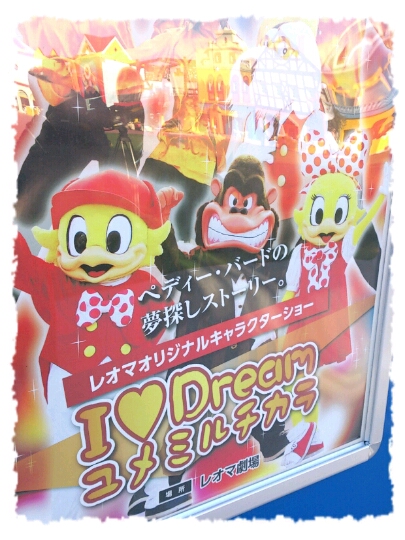 ペディー・バードの
夢探しストーリー。
レオマオリジナルキャラクターショー
I♡Dream
ユメミルチカラ
場所 レオマ劇場